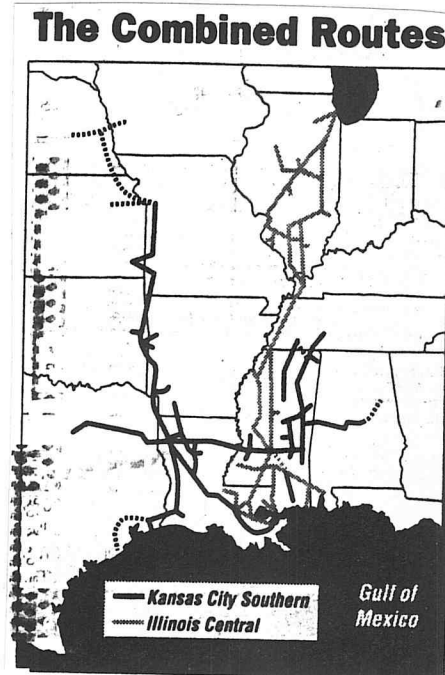 The Combined Routes
Kansas City Southern
Illinois Central
Gulf of
Mexico